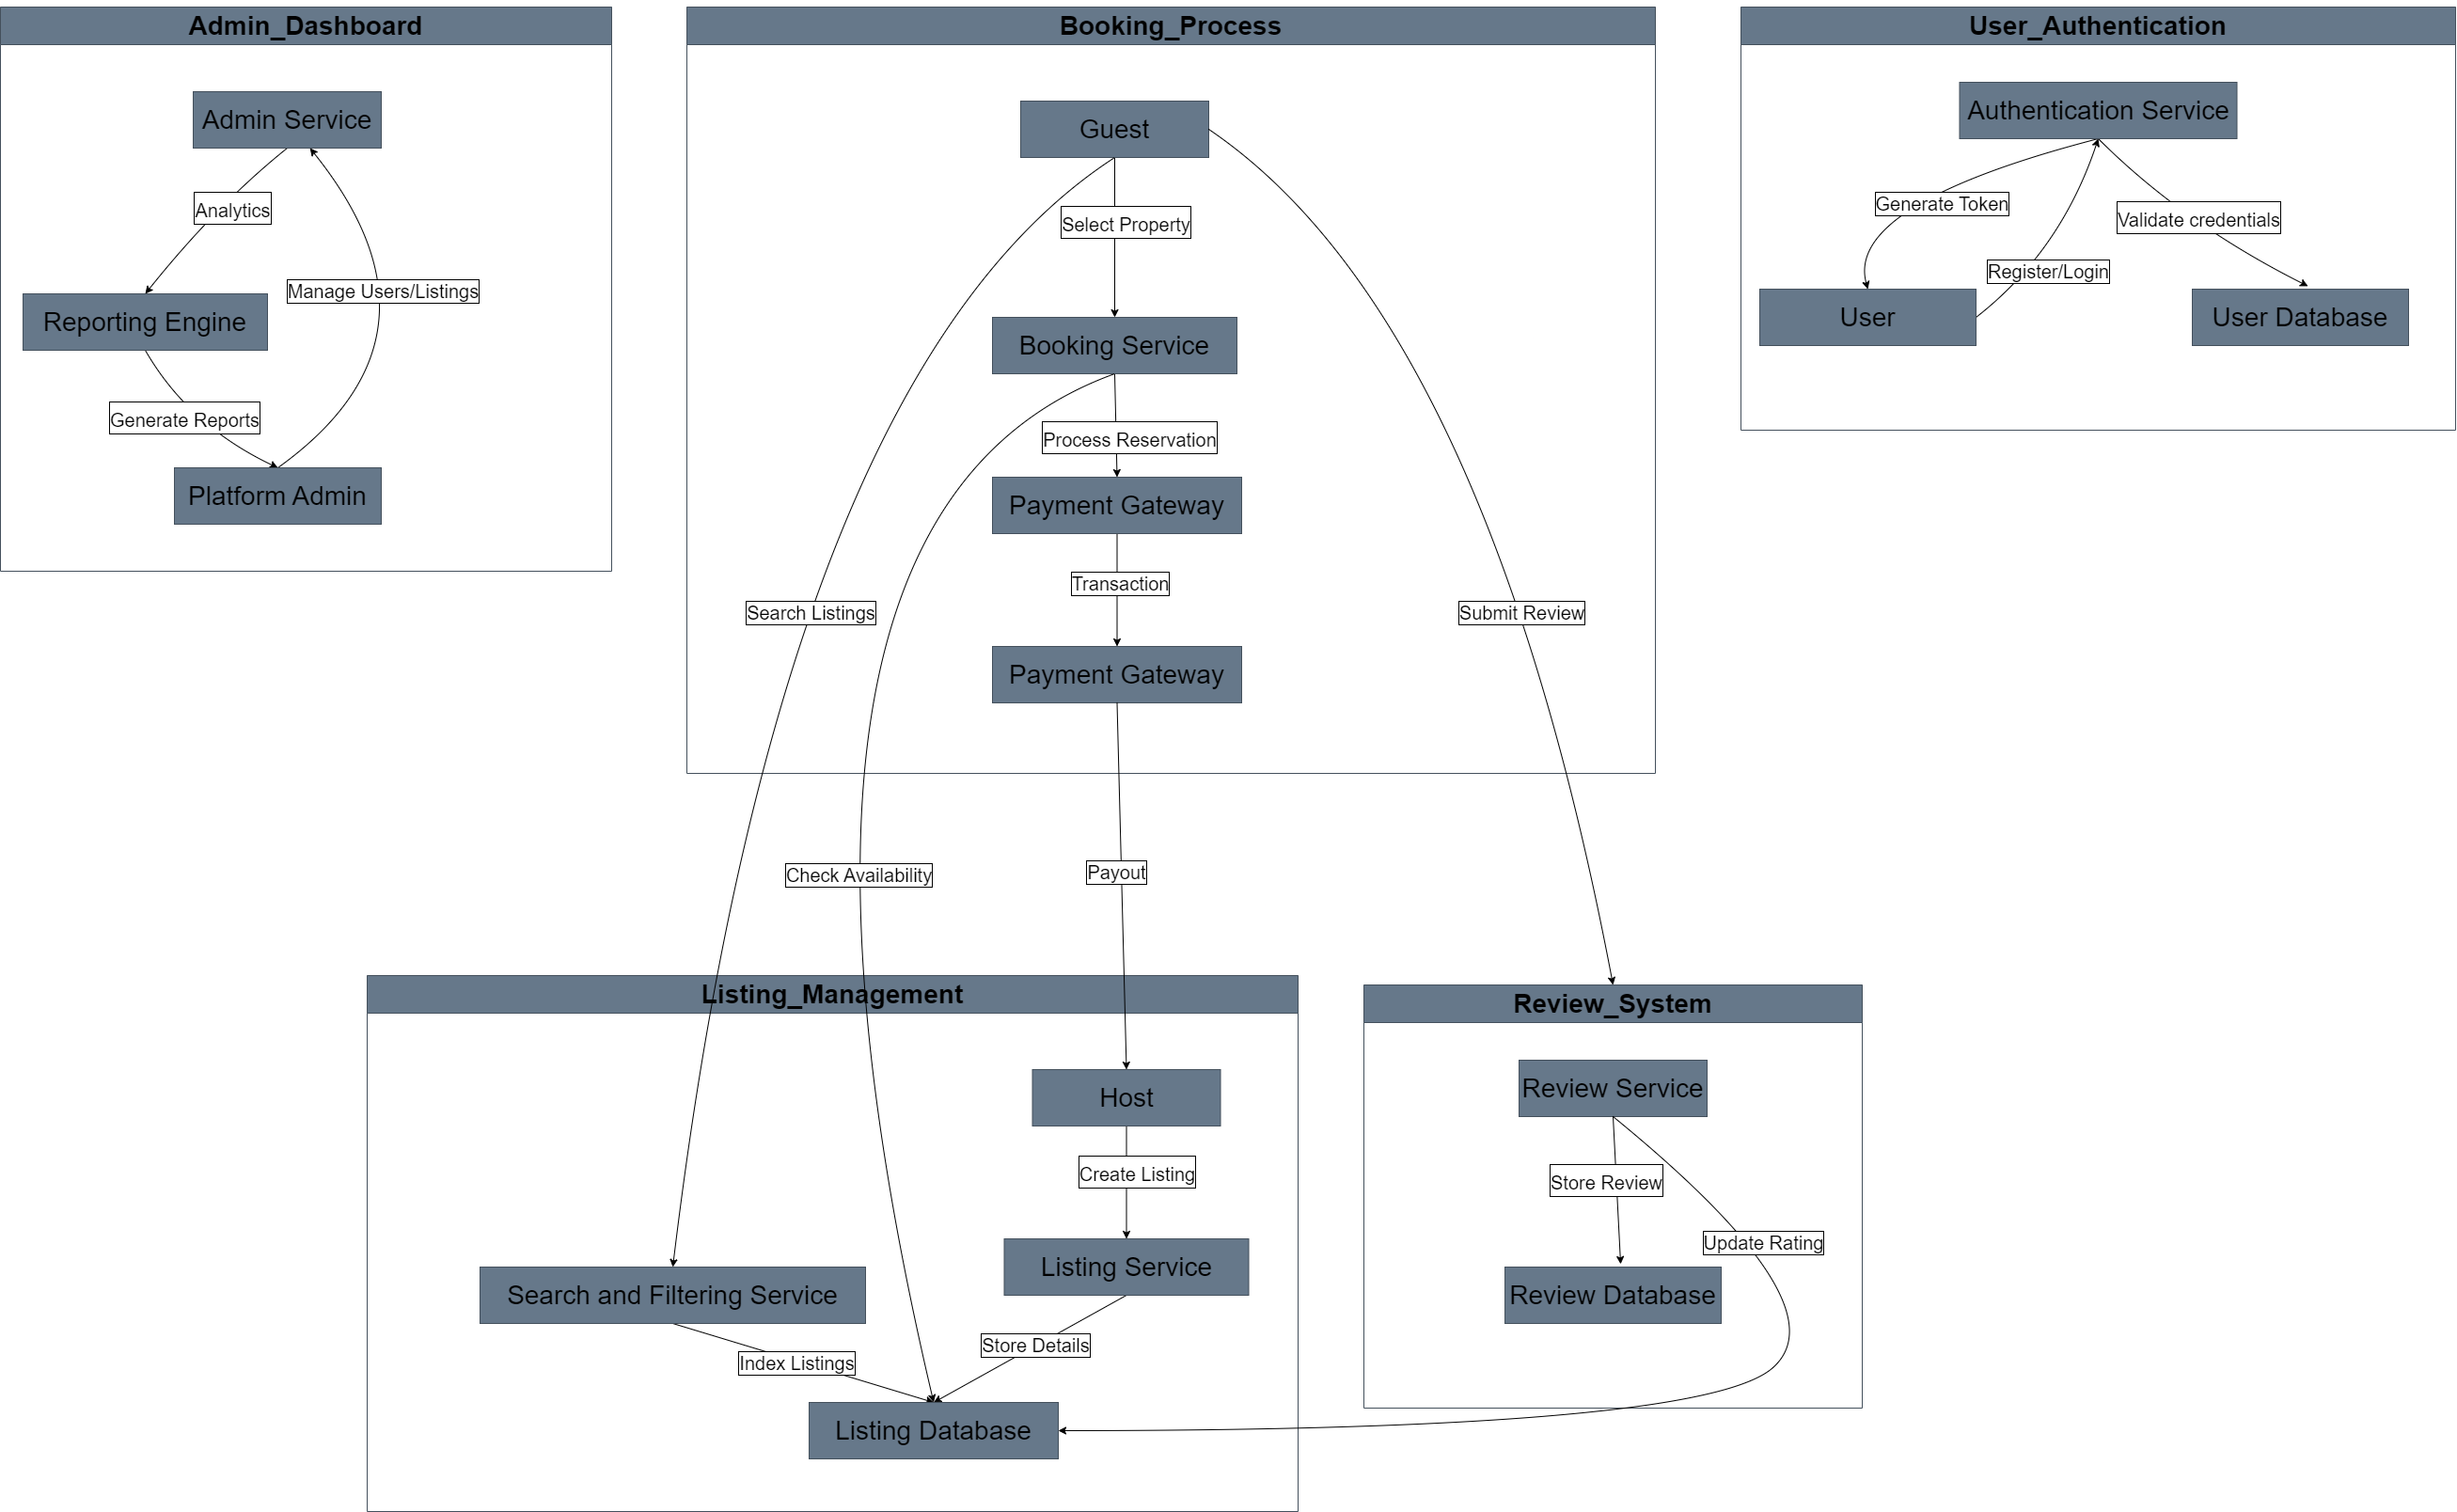 Admin_Dashboard
Admin Service
Analytics
Manage Users/Listings
Reporting Engine
Generate Reports
Platform Admin
Booking_Process
Guest
Select Property
Booking Service
Process Reservation
Payment Gateway
Transaction
Search Listings
Submit Review
Payment Gateway
Check Availability
Payout
User_Authentication
Authentication Service
Generate Token
Validate credentials
Register/Login
User
User Database
Listing_Management
Host
Create Listing
Listing Service
Search and Filtering Service
Store Details
Index Listings
Listing Database
Review_System
Review Service
Store Review
Update Rating
Review Database